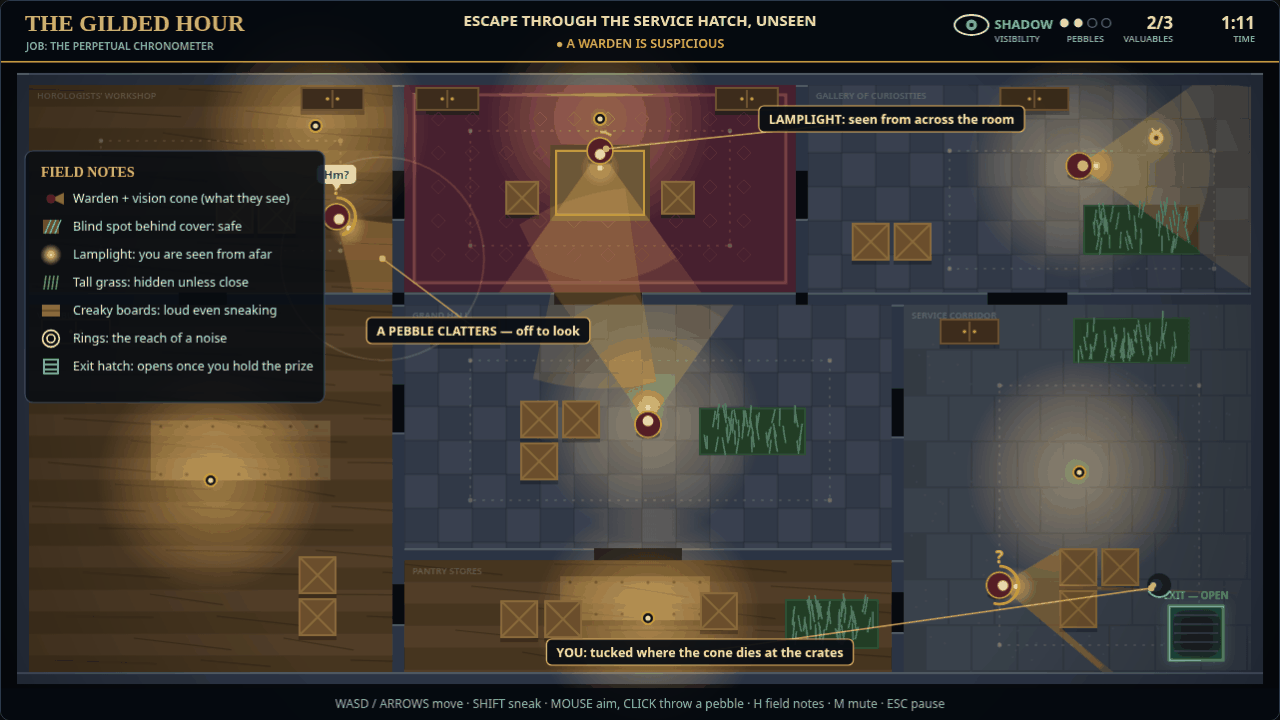 THE GILDED HOUR
JOB: THE PERPETUAL CHRONOMETER
ESCAPE THROUGH THE SERVICE HATCH, UNSEEN
● A WARDEN IS SUSPICIOUS
SHADOW
VISIBILITY
PEBBLES
2/3
VALUABLES
1:11
TIME
HOROLOGISTS' WORKSHOP
GALLERY OF CURIOSITIES
LAMPLIGHT: seen from across the room
FIELD NOTES
Warden + vision cone (what they see)
Blind spot behind cover: safe
Lamplight: you are seen from afar
Tall grass: hidden unless close
Creaky boards: loud even sneaking
Rings: the reach of a noise
Exit hatch: opens once you hold the prize
Hm?
A PEBBLE CLATTERS — off to look
SERVICE CORRIDOR
PANTRY STORES
?
EXIT — OPEN
YOU: tucked where the cone dies at the crates
WASD / ARROWS move · SHIFT sneak · MOUSE aim, CLICK throw a pebble · H field notes · M mute · ESC pause